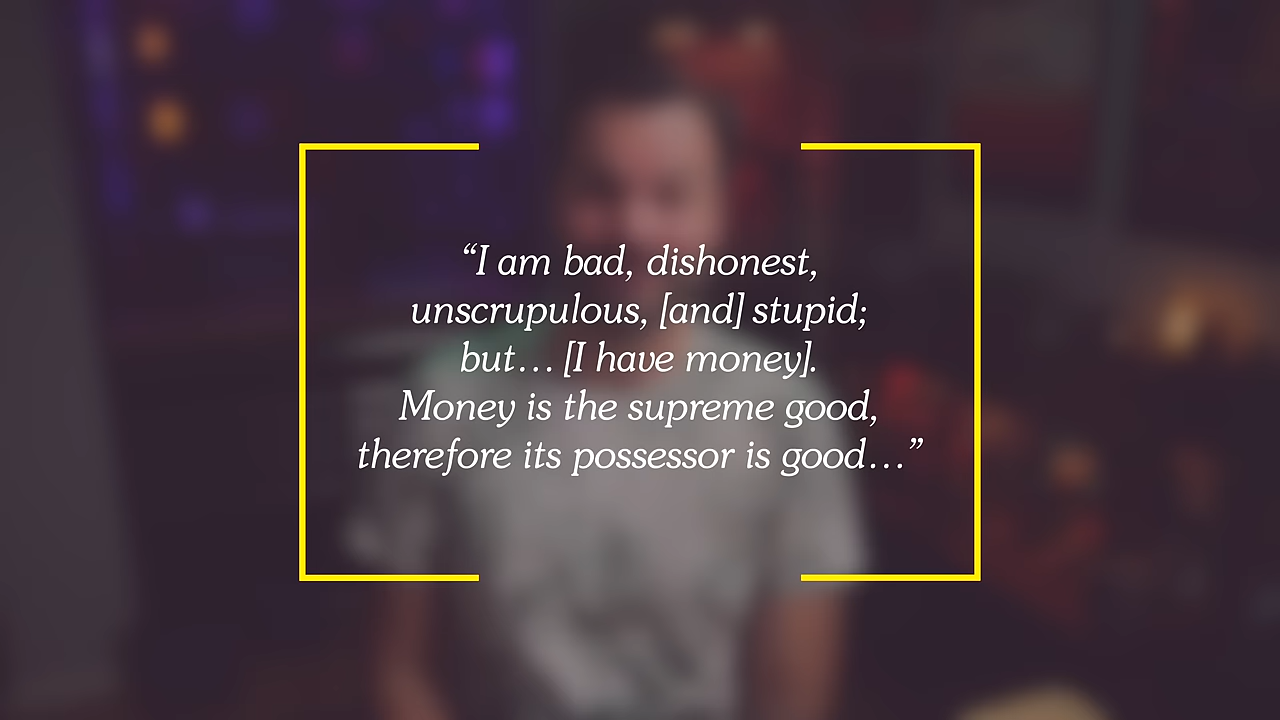 “I am bad, dishonest,
unscrupulous, [and] stupid;
but… [I have money].
Money is the supreme good,
therefore its possessor is good…”